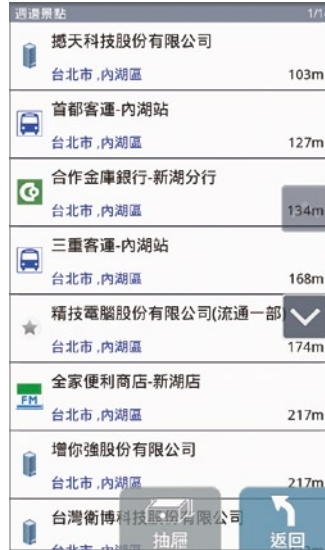 週邊景點 1/1
撼天科技股份有限公司
台北市 ,內湖區 103m
首都客運-內湖站
台北市 ,內湖區 127m
合作金庫銀行-新湖分行
台北市 ,內湖區 134m
三重客運-內湖站
台北市 ,內湖區 168m
精技電腦股份有限公司(流通一部)
台北市 ,內湖區 174m
全家便利商店-新湖店
FM
台北市 ,內湖區 217m
增你強股份有限公司
台北市 ,內湖區 217m
台灣衛博科技股份有限公司
台北市 ,內湖區
抽屜 返回